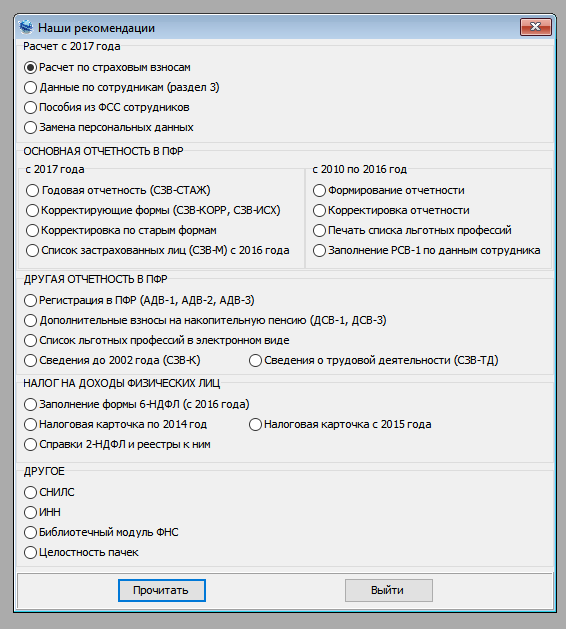 Наши рекомендации
Расчет с 2017 года
Расчет по страховым взносам
Данные по сотрудникам (раздел 3)
Пособия из ФСС сотрудников
Замена персональных данных
ОСНОВНАЯ ОТЧЕТНОСТЬ В ПФР
с 2017 года
Годовая отчетность (СЗВ-СТАЖ)
Корректирующие формы (СЗВ-КОРР, СЗВ-ИСХ)
Корректировка по старым формам
Список застрахованных лиц (СЗВ-М) с 2016 года
с 2010 по 2016 год
Формирование отчетности
Корректировка отчетности
Печать списка льготных профессий
Заполнение РСВ-1 по данным сотрудника
ДРУГАЯ ОТЧЕТНОСТЬ В ПФР
Регистрация в ПФР (АДВ-1, АДВ-2, АДВ-3)
Дополнительные взносы на накопительную пенсию (ДСВ-1, ДСВ-3)
Список льготных профессий в электронном виде
Сведения до 2002 года (СЗВ-К) Сведения о трудовой деятельности (СЗВ-ТД)
НАЛОГ НА ДОХОДЫ ФИЗИЧЕСКИХ ЛИЦ
Заполнение формы 6-НДФЛ (с 2016 года)
Налоговая карточка по 2014 год Налоговая карточка с 2015 года
Справки 2-НДФЛ и реестры к ним
ДРУГОЕ
СНИЛС
ИНН
Библиотечный модуль ФНС
Целостность пачек
Прочитать Выйти